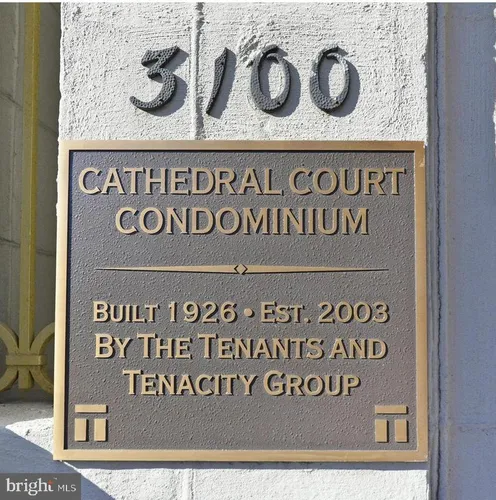 3100
CATHEDRAL COURT
CONDOMINIUM
BUILT 1926 • EST. 2003
BY THE TENANTS AND
TENACITY GROUP
bright MLS